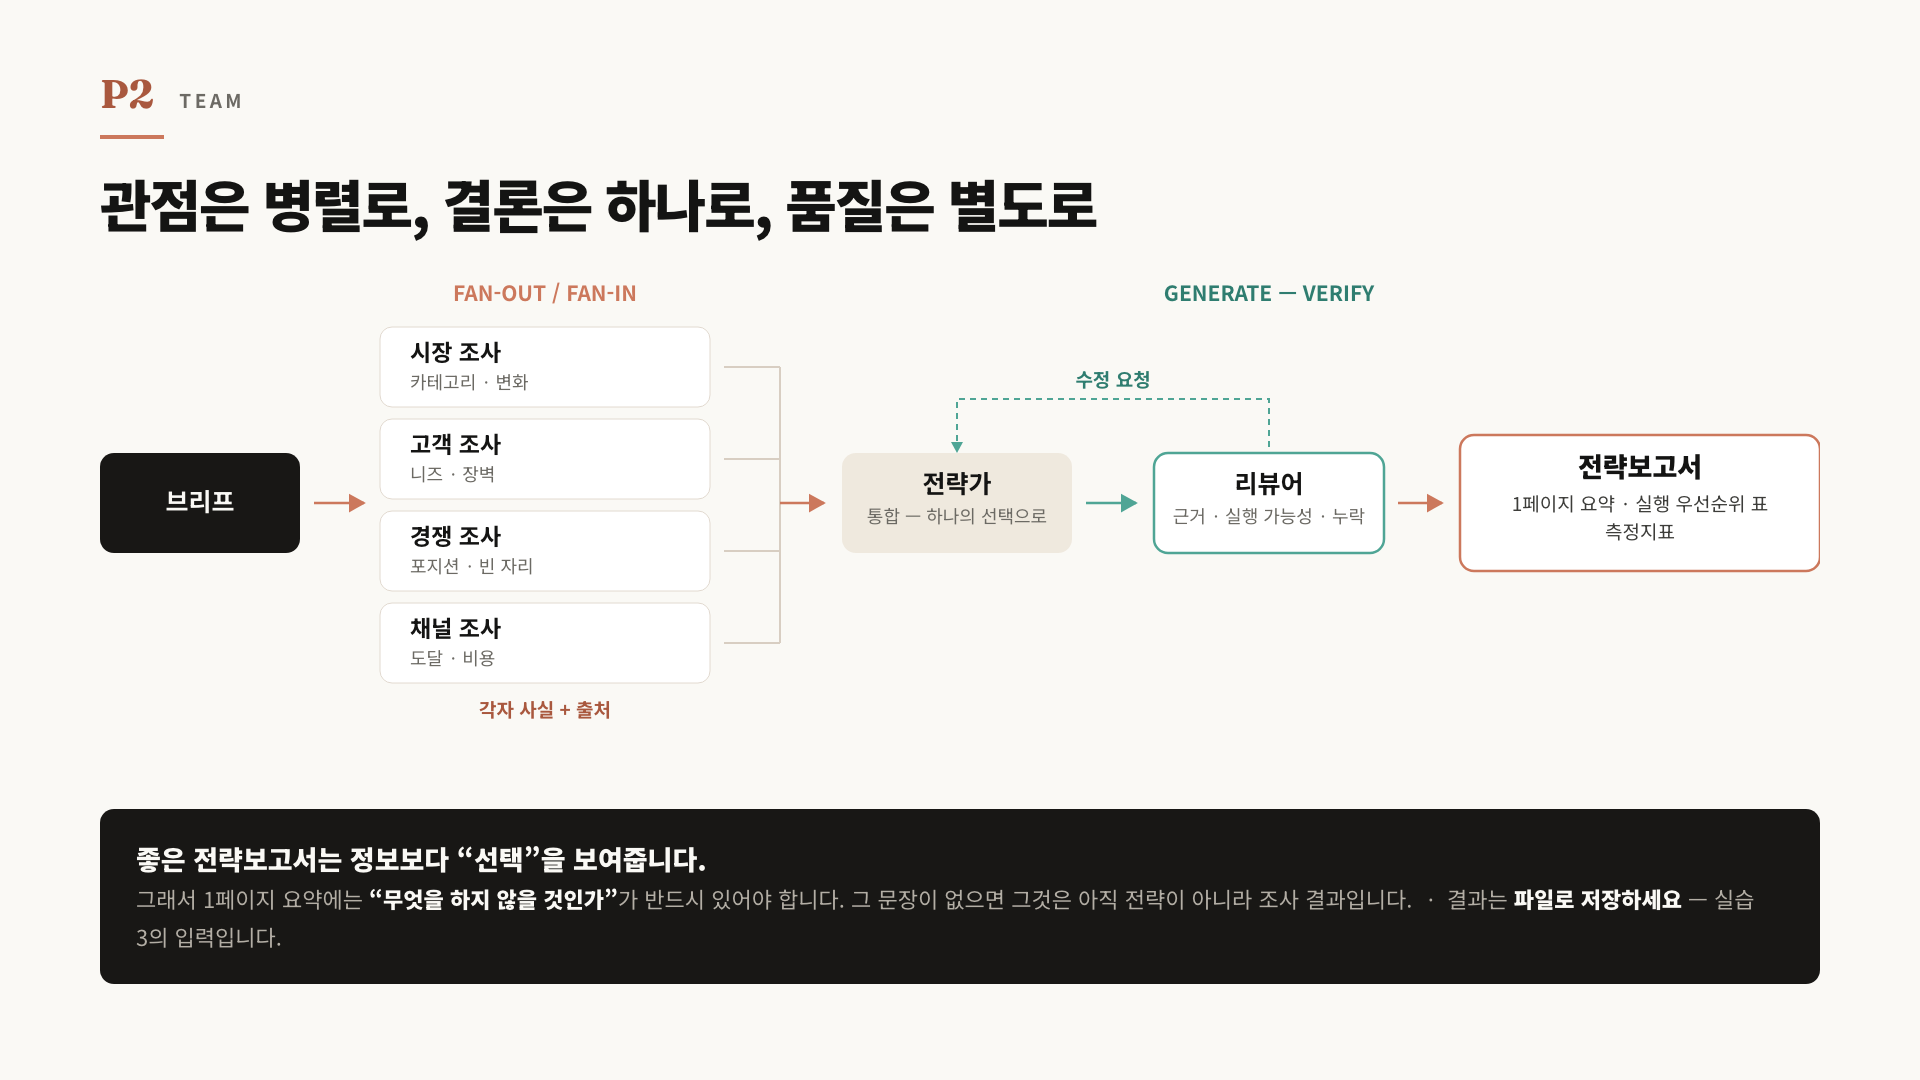 P2 TEAM
관점은 병렬로, 결론은 하나로, 품질은 별도로
FAN-OUT / FAN-IN
GENERATE — VERIFY
브리프
시장 조사
카테고리 · 변화
고객 조사
니즈 · 장벽
경쟁 조사
포지션 · 빈 자리
채널 조사
도달 · 비용
각자 사실 + 출처
수정 요청
전략가
통합 — 하나의 선택으로
리뷰어
근거 · 실행 가능성 · 누락
전략보고서
1페이지 요약 · 실행 우선순위 표
측정지표
좋은 전략보고서는 정보보다 “선택”을 보여줍니다.
그래서 1페이지 요약에는 “무엇을 하지 않을 것인가”가 반드시 있어야 합니다. 그 문장이 없으면 그것은 아직 전략이 아니라 조사 결과입니다. · 결과는 파일로 저장하세요 — 실습
3의 입력입니다.